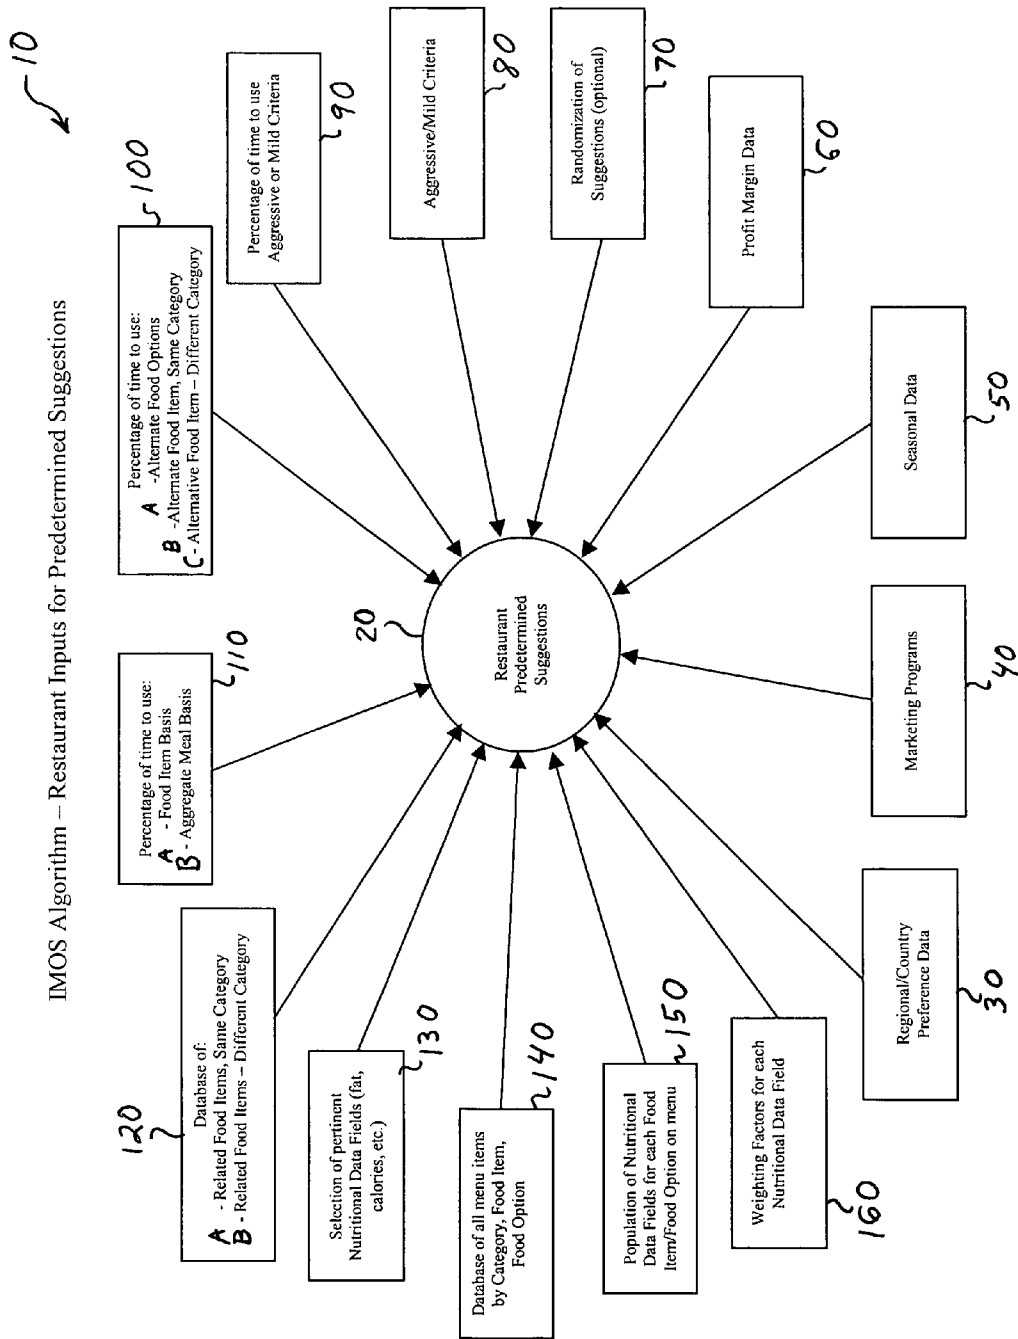 IMOS Algorithm – Restaurant Inputs for Predetermined Suggestions
10
Percentage of time to use:
A -Alternate Food Options
B -Alternate Food Item, Same Category
C - Alternative Food Item – Different Category
100
Percentage of time to use
Aggressive or Mild Criteria
90
Aggressive/Mild Criteria
80
Randomization of
Suggestions (optional)
70
Profit Margin Data
60
Seasonal Data
50
Marketing Programs
40
Regional/Country
Preference Data
30
Restaurant
Predetermined
Suggestions
20
Percentage of time to use:
A - Food Item Basis
B - Aggregate Meal Basis
110
Database of:
A - Related Food Items, Same Category
B - Related Food Items – Different Category
120
Selection of pertinent
Nutritional Data Fields (fat,
calories, etc.)
130
Database of all menu items
by Category, Food Item,
Food Option
140
Population of Nutritional
Data Fields for each Food
Item/Food Option on menu
150
Weighting Factors for each
Nutritional Data Field
160